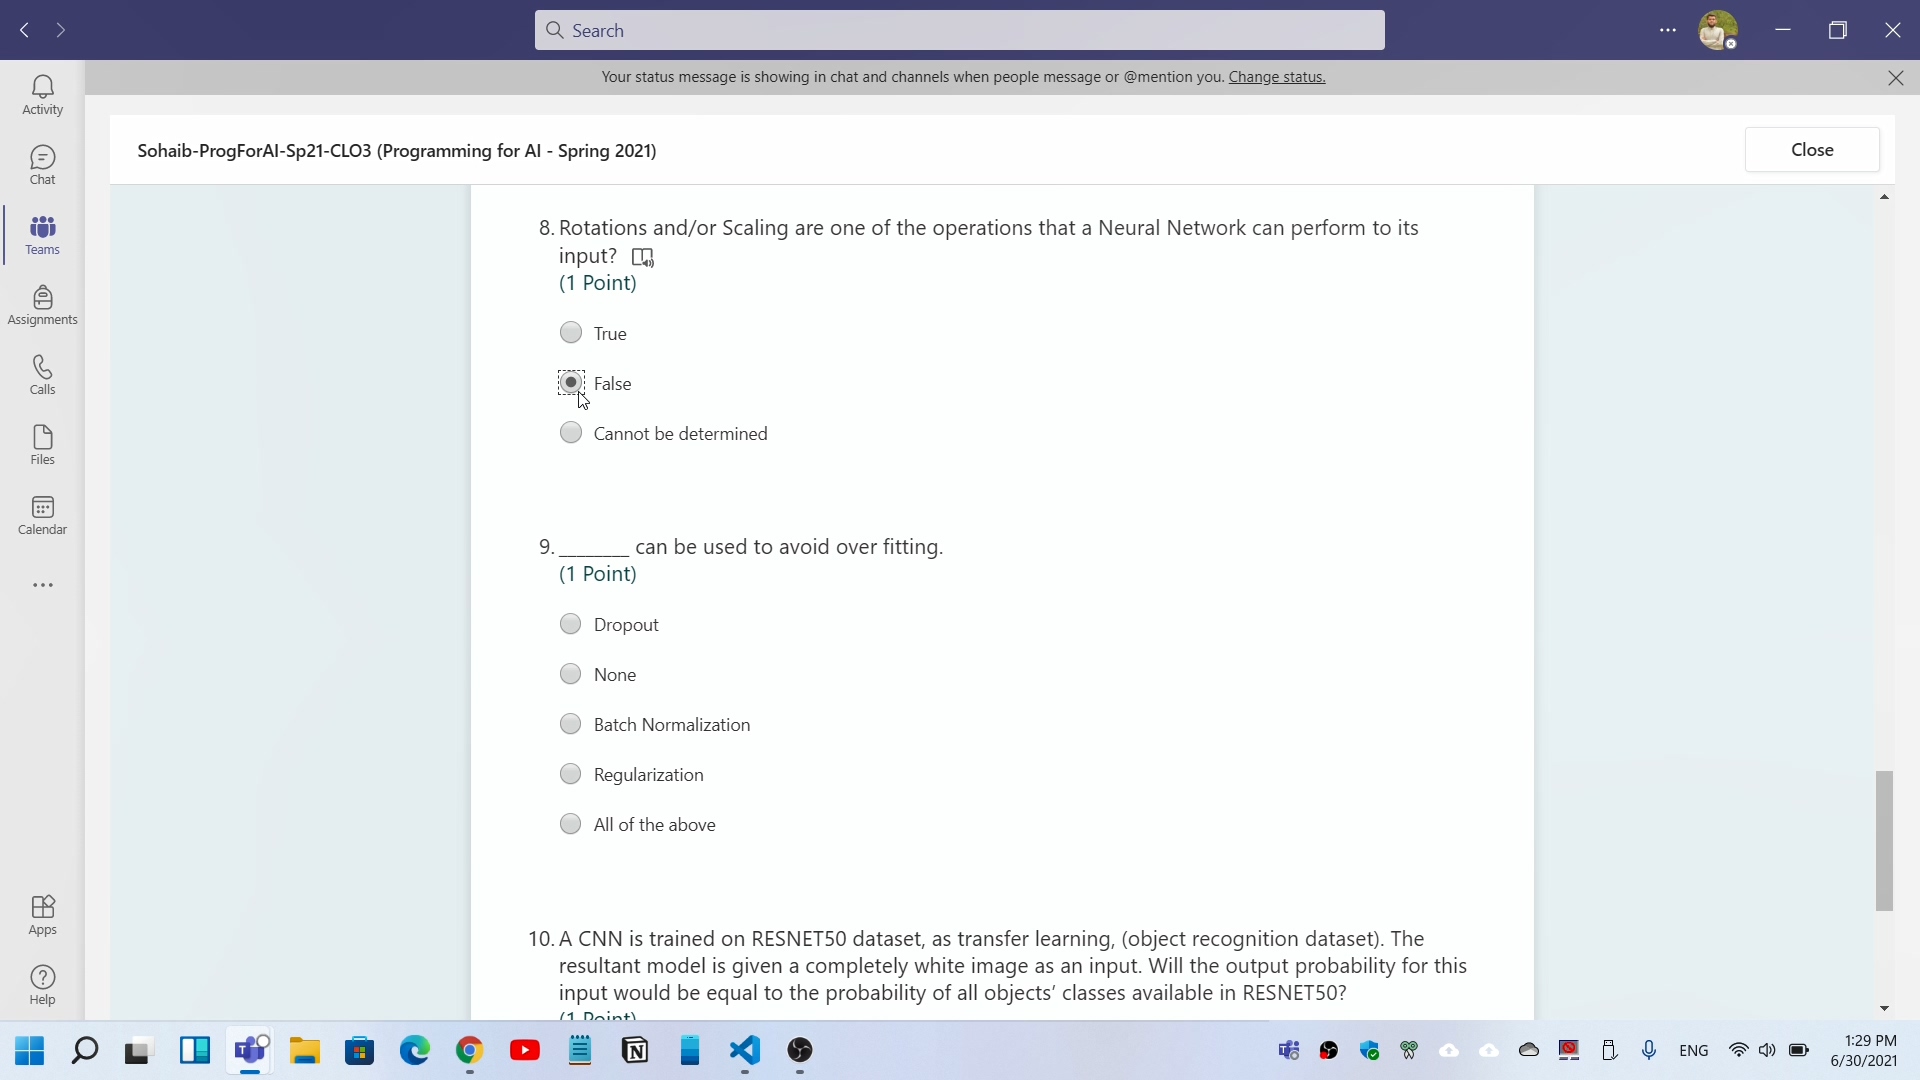 Search
Your status message is showing in chat and channels when people message or @mention you. Change status.
Activity
Chat
Teams
Assignments
Calls
Files
Calendar
Apps
Help
Sohaib-ProgForAI-Sp21-CLO3 (Programming for AI - Spring 2021)
Close
8. Rotations and/or Scaling are one of the operations that a Neural Network can perform to its
input?
(1 Point)
True
False
Cannot be determined
9. ________ can be used to avoid over fitting.
(1 Point)
Dropout
None
Batch Normalization
Regularization
All of the above
10. A CNN is trained on RESNET50 dataset, as transfer learning, (object recognition dataset). The
resultant model is given a completely white image as an input. Will the output probability for this
input would be equal to the probability of all objects' classes available in RESNET50?
(1 Point)
ENG
1:29 PM
6/30/2021